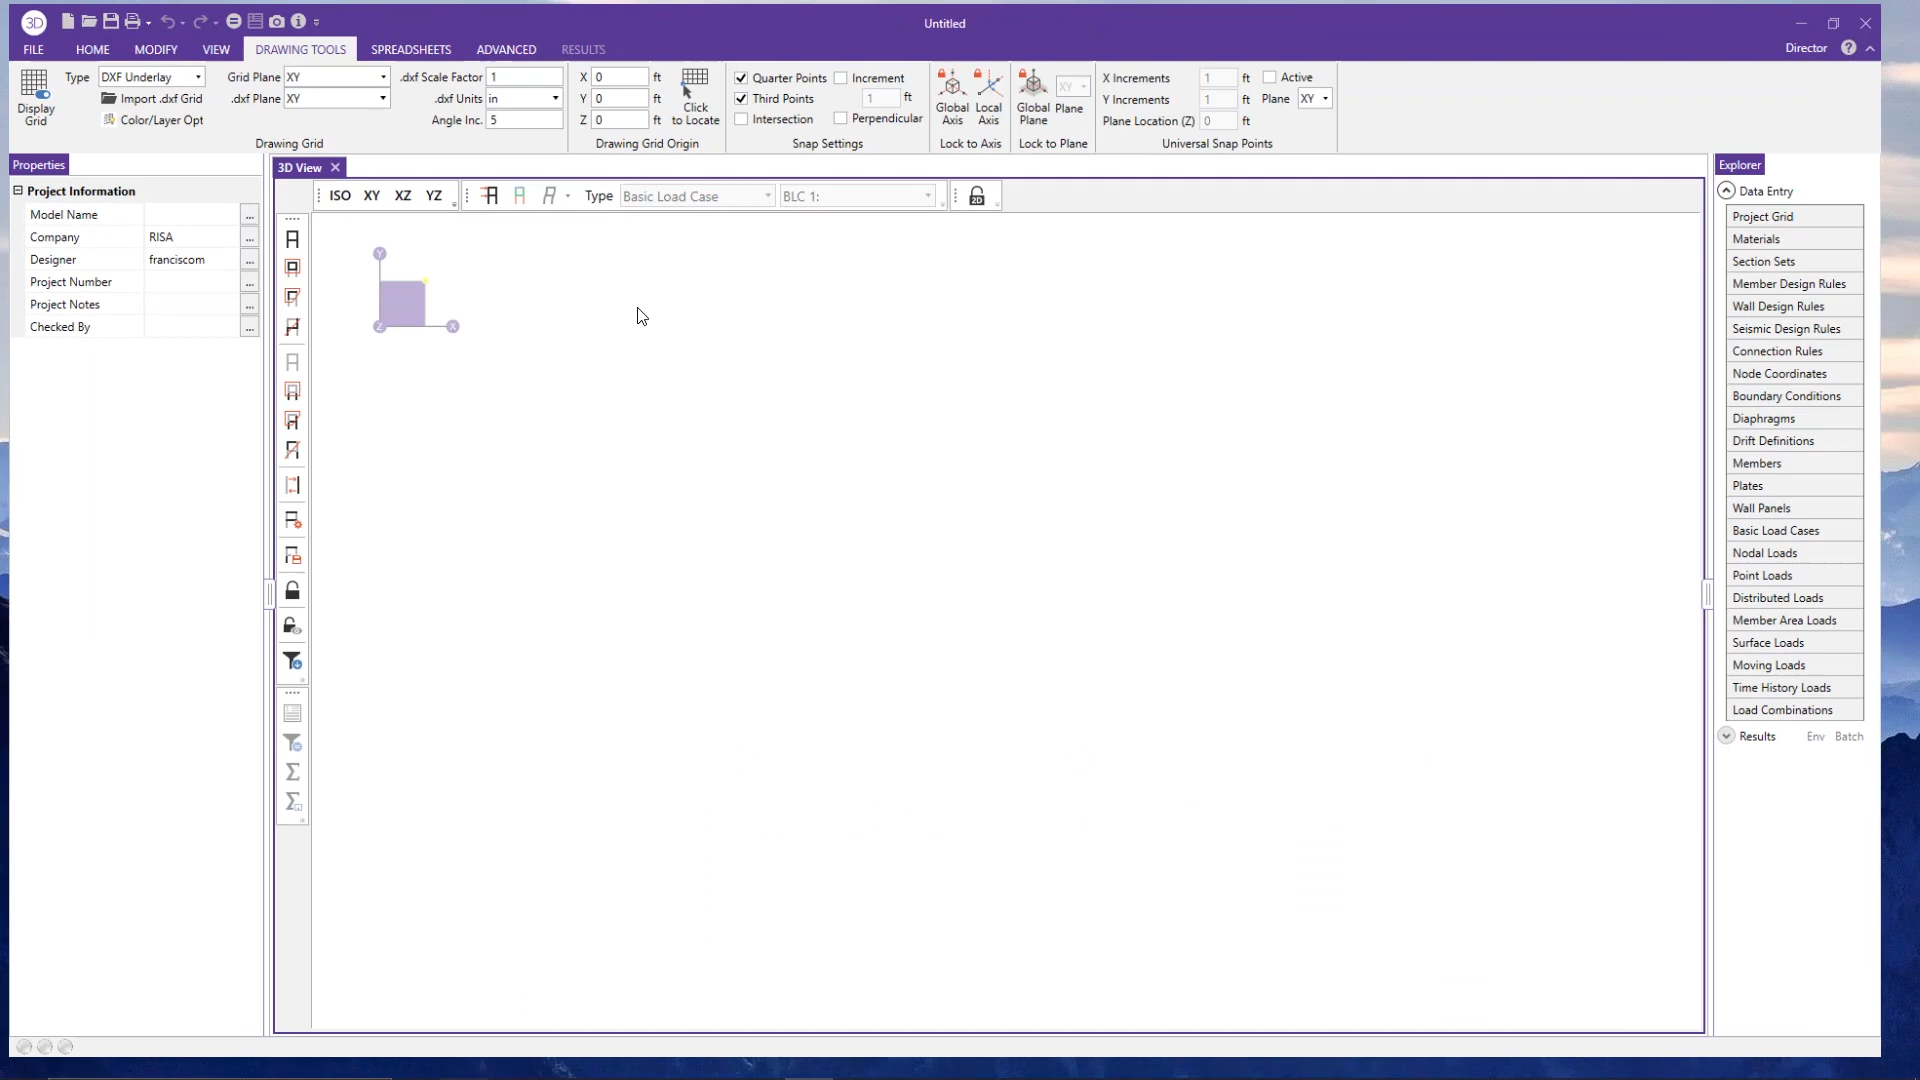 3D
Untitled
FILE
HOME
MODIFY
VIEW
DRAWING TOOLS
SPREADSHEETS
ADVANCED
RESULTS
Director
Display
Grid
Type DXF Underlay
Import .dxf Grid
Color/Layer Opt
Grid Plane XY
.dxf Plane XY
.dxf Scale Factor 1
.dxf Units in
Angle Inc. 5
Drawing Grid
X 0 ft
Y 0 ft
Z 0 ft
Click
to Locate
Drawing Grid Origin
Quarter Points
Third Points
Intersection
Increment
1 ft
Perpendicular
Snap Settings
Global
Axis
Local
Axis
Lock to Axis
Global
Plane
XY
Plane
Lock to Plane
X Increments 1 ft
Y Increments 1 ft
Plane Location (Z) 0 ft
Active
Plane XY
Universal Snap Points
Properties
Project Information
Model Name ...
Company RISA ...
Designer franciscom ...
Project Number ...
Project Notes ...
Checked By ...
3D View
ISO XY XZ YZ
Type Basic Load Case BLC 1:
2D
Y
Z
X
Explorer
Data Entry
Project Grid
Materials
Section Sets
Member Design Rules
Wall Design Rules
Seismic Design Rules
Connection Rules
Node Coordinates
Boundary Conditions
Diaphragms
Drift Definitions
Members
Plates
Wall Panels
Basic Load Cases
Nodal Loads
Point Loads
Distributed Loads
Member Area Loads
Surface Loads
Moving Loads
Time History Loads
Load Combinations
Results Env Batch